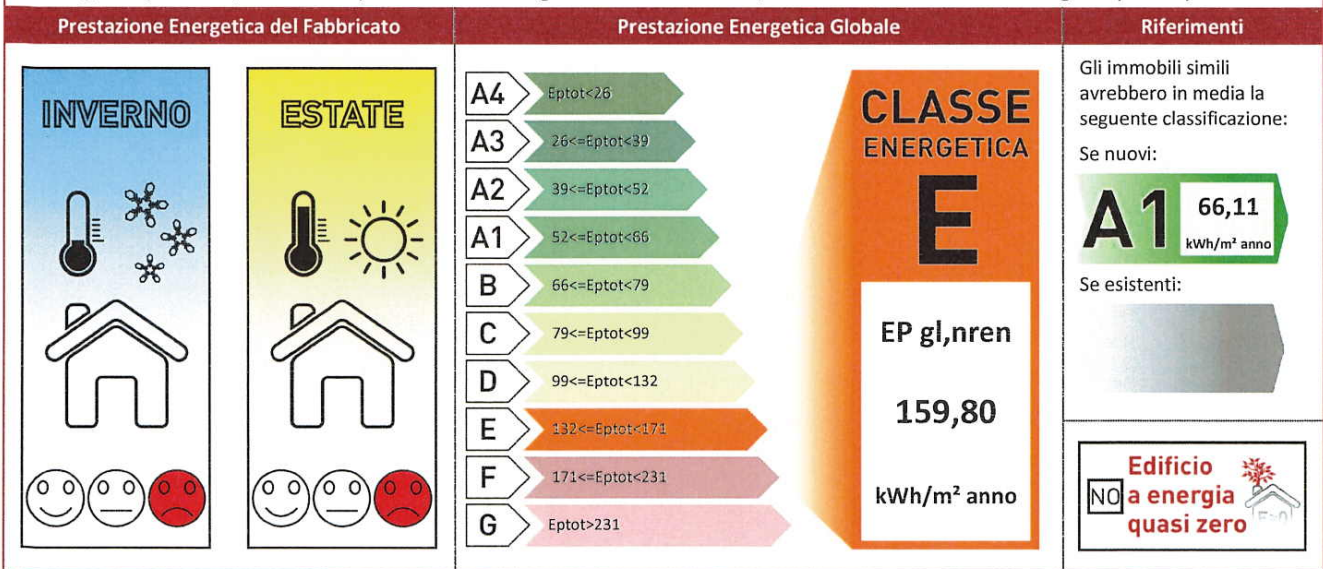 Prestazione Energetica del Fabbricato
Prestazione Energetica Globale
Riferimenti
INVERNO
ESTATE
A4 Eptot<26
A3 26<=Eptot<39
A2 39<=Eptot<52
A1 52<=Eptot<66
B 66<=Eptot<79
C 79<=Eptot<99
D 99<=Eptot<132
E 132<=Eptot<171
F 171<=Eptot<231
G Eptot>231
CLASSE
ENERGETICA
E
EP gl,nren
159,80
kWh/m² anno
Gli immobili simili
avrebbero in media la
seguente classificazione:
Se nuovi:
A1
66,11
kWh/m² anno
Se esistenti:
Edificio
NO a energia
quasi zero